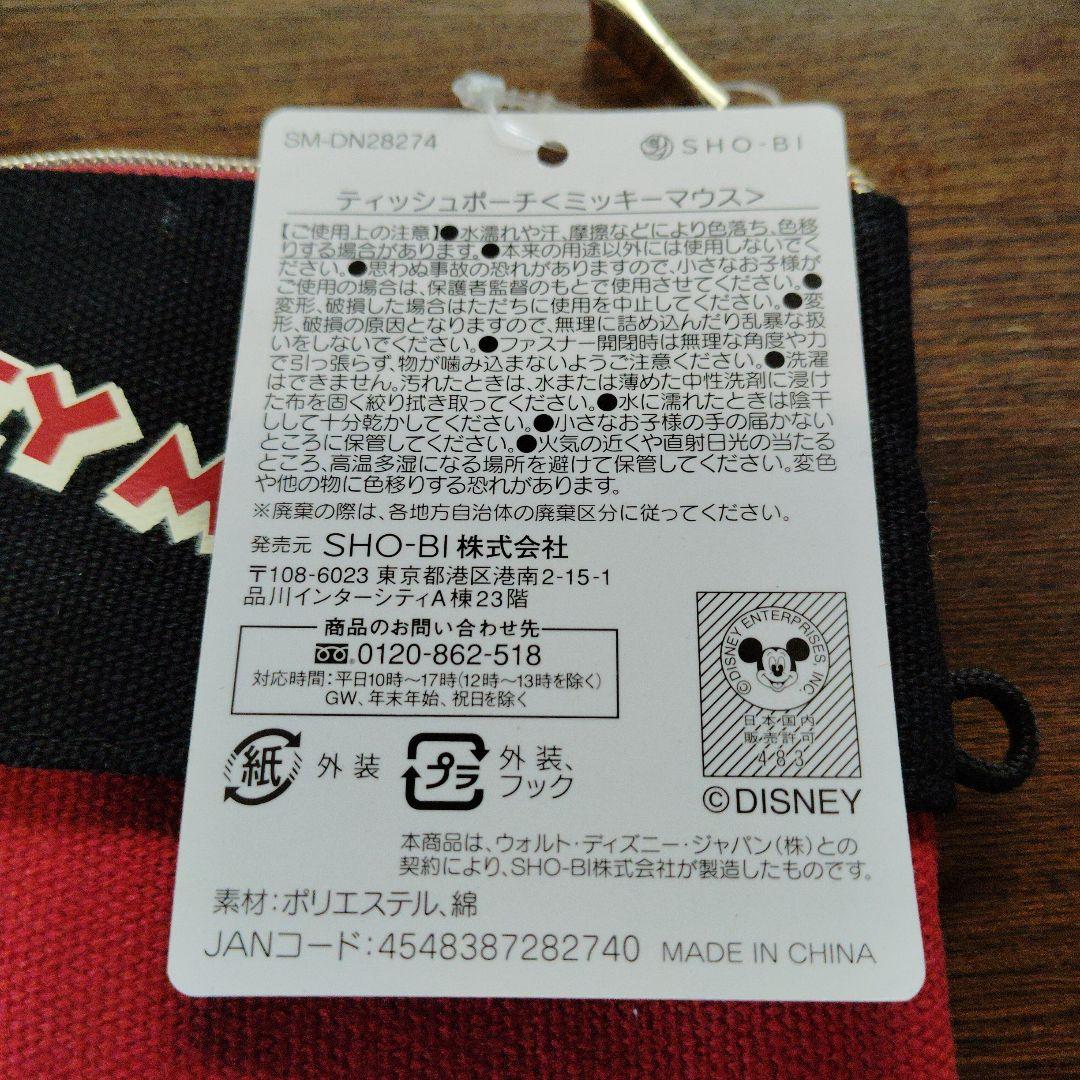 SM-DN28274
SHO-BI
ティッシュポーチ<ミッキーマウス>
【ご使用上の注意】●水濡れや汗、摩擦などにより色落ち、色移
りする場合があります。●本来の用途以外には使用しないでく
ださい。●思わぬ事故の恐れがありますので、小さなお子様が
ご使用の場合は、保護者監督のもとで使用させてください。●
変形、破損した場合はただちに使用を中止してください。●変
形、破損の原因となりますので、無理に詰め込んだり乱暴な扱
いをしないでください。●ファスナー開閉時は無理な角度や力
で引っ張らず、物が噛み込まないようご注意ください。●洗濯
はできません。汚れたときは、水または薄めた中性洗剤に浸け
た布を固く絞り拭き取ってください。●水に濡れたときは陰干
しして十分乾かしてください。●小さなお子様の手の届かない
ところに保管してください。●火気の近くや直射日光の当たる
ところ、高温多湿になる場所を避けて保管してください。変色
や他の物に色移りする恐れがあります。
※廃棄の際は、各地方自治体の廃棄区分に従ってください。
発売元 SHO-BI株式会社
〒108-6023 東京都港区港南2-15-1
品川インターシティA棟23階
商品のお問い合わせ先
0120-862-518
対応時間:平日10時~17時(12時~13時を除く)
GW、年末年始、祝日を除く
紙 外装
プラ 外装、
フック
©DISNEY ENTERPRISES, INC.
日本国内
販売許可
483
©DISNEY
本商品は、ウォルト・ディズニー・ジャパン(株)との
契約により、SHO-BI株式会社が製造したものです。
素材:ポリエステル、綿
JANコード:4548387282740 MADE IN CHINA
TY M